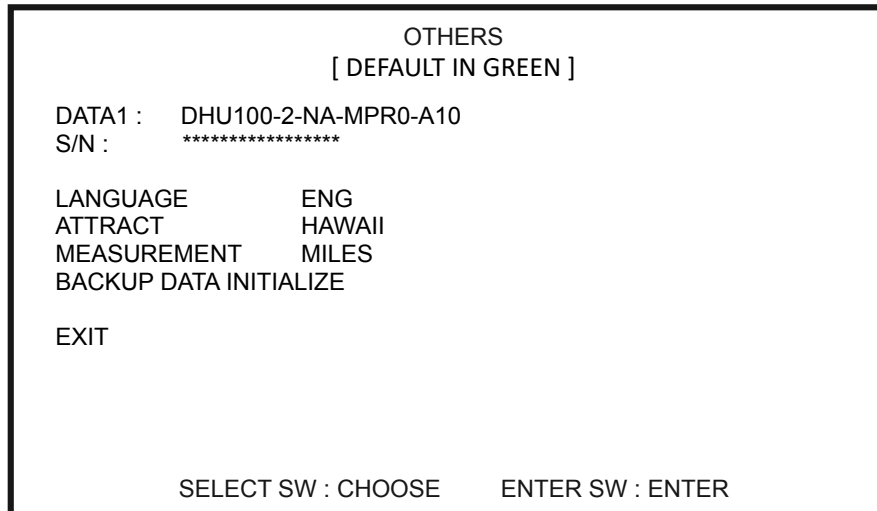 OTHERS
[ DEFAULT IN GREEN ]
DATA1 : DHU100-2-NA-MPR0-A10
S/N : *****************
LANGUAGE ENG
ATTRACT HAWAII
MEASUREMENT MILES
BACKUP DATA INITIALIZE
EXIT
SELECT SW : CHOOSE ENTER SW : ENTER